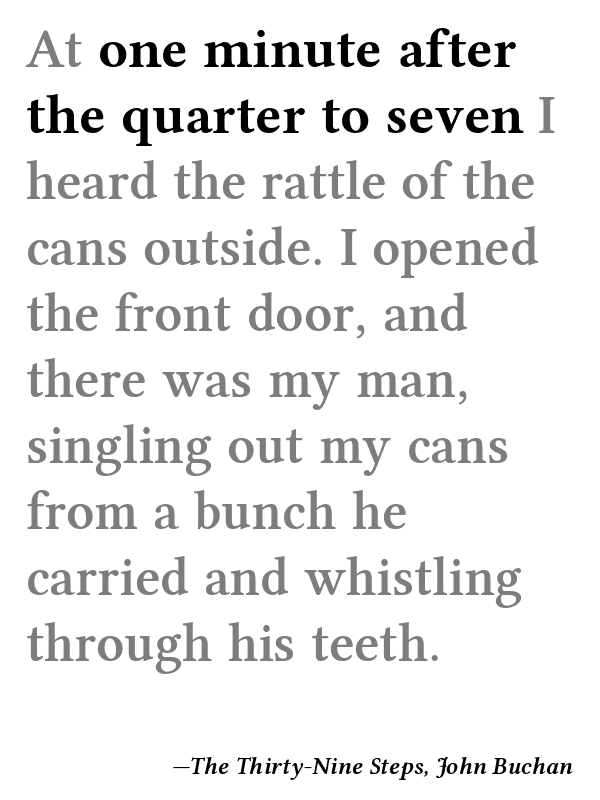 At one minute after
the quarter to seven I
heard the rattle of the
cans outside. I opened
the front door, and
there was my man,
singling out my cans
from a bunch he
carried and whistling
through his teeth.
—The Thirty-Nine Steps, John Buchan